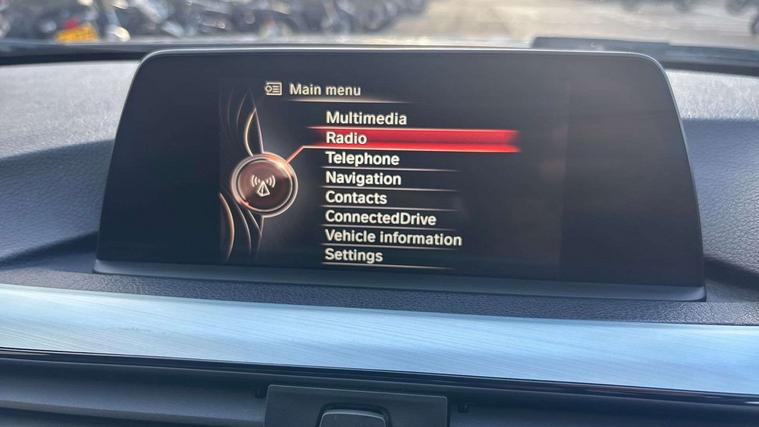 Main menu
Multimedia
Radio
Telephone
Navigation
Contacts
ConnectedDrive
Vehicle information
Settings